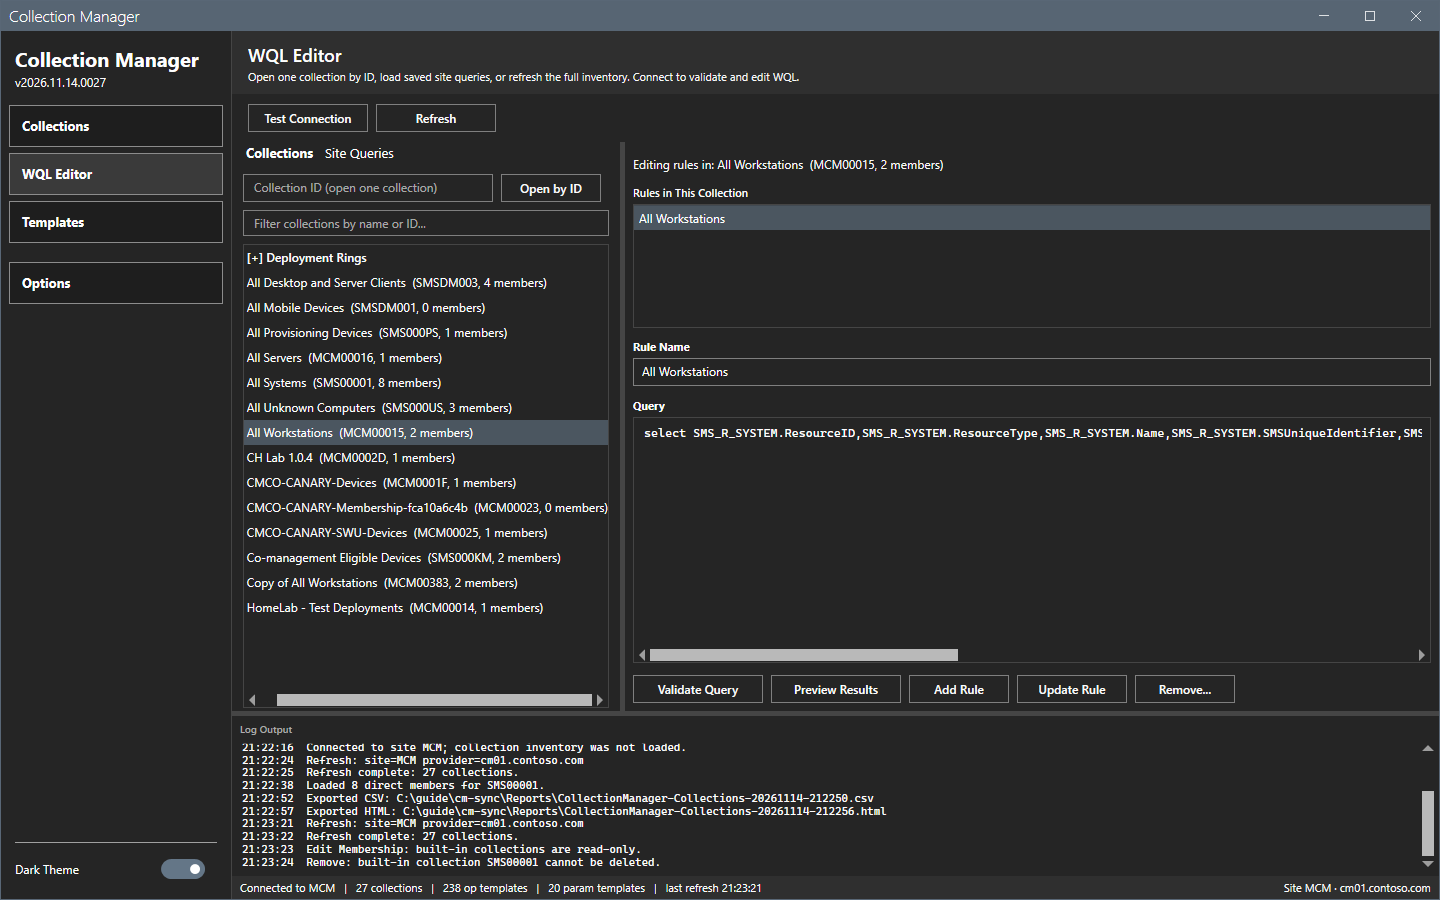 Collection Manager
Collection Manager
v2026.11.14.0027
Collections
WQL Editor
Templates
Options
Dark Theme
WQL Editor
Open one collection by ID, load saved site queries, or refresh the full inventory. Connect to validate and edit WQL.
Test Connection
Refresh
Collections
Site Queries
Collection ID (open one collection)
Open by ID
Filter collections by name or ID...
[+] Deployment Rings
All Desktop and Server Clients (SMSDM003, 4 members)
All Mobile Devices (SMSDM001, 0 members)
All Provisioning Devices (SMS000PS, 1 members)
All Servers (MCM00016, 1 members)
All Systems (SMS00001, 8 members)
All Unknown Computers (SMS000US, 3 members)
All Workstations (MCM00015, 2 members)
CH Lab 1.0.4 (MCM0002D, 1 members)
CMCO-CANARY-Devices (MCM0001F, 1 members)
CMCO-CANARY-Membership-fca10a6c4b (MCM00023, 0 members)
CMCO-CANARY-SWU-Devices (MCM00025, 1 members)
Co-management Eligible Devices (SMS000KM, 2 members)
Copy of All Workstations (MCM00383, 2 members)
HomeLab - Test Deployments (MCM00014, 1 members)
Editing rules in: All Workstations (MCM00015, 2 members)
Rules in This Collection
All Workstations
Rule Name
All Workstations
Query
select SMS_R_SYSTEM.ResourceID,SMS_R_SYSTEM.ResourceType,SMS_R_SYSTEM.Name,SMS_R_SYSTEM.SMSUniqueIdentifier,SMS
Validate Query
Preview Results
Add Rule
Update Rule
Remove...
Log Output
21:22:16 Connected to site MCM; collection inventory was not loaded.
21:22:24 Refresh: site=MCM provider=cm01.contoso.com
21:22:25 Refresh complete: 27 collections.
21:22:38 Loaded 8 direct members for SMS00001.
21:22:52 Exported CSV: C:\guide\cm-sync\Reports\CollectionManager-Collections-20261114-212250.csv
21:22:57 Exported HTML: C:\guide\cm-sync\Reports\CollectionManager-Collections-20261114-212256.html
21:23:21 Refresh: site=MCM provider=cm01.contoso.com
21:23:22 Refresh complete: 27 collections.
21:23:23 Edit Membership: built-in collections are read-only.
21:23:24 Remove: built-in collection SMS00001 cannot be deleted.
Connected to MCM | 27 collections | 238 op templates | 20 param templates | last refresh 21:23:21
Site MCM · cm01.contoso.com